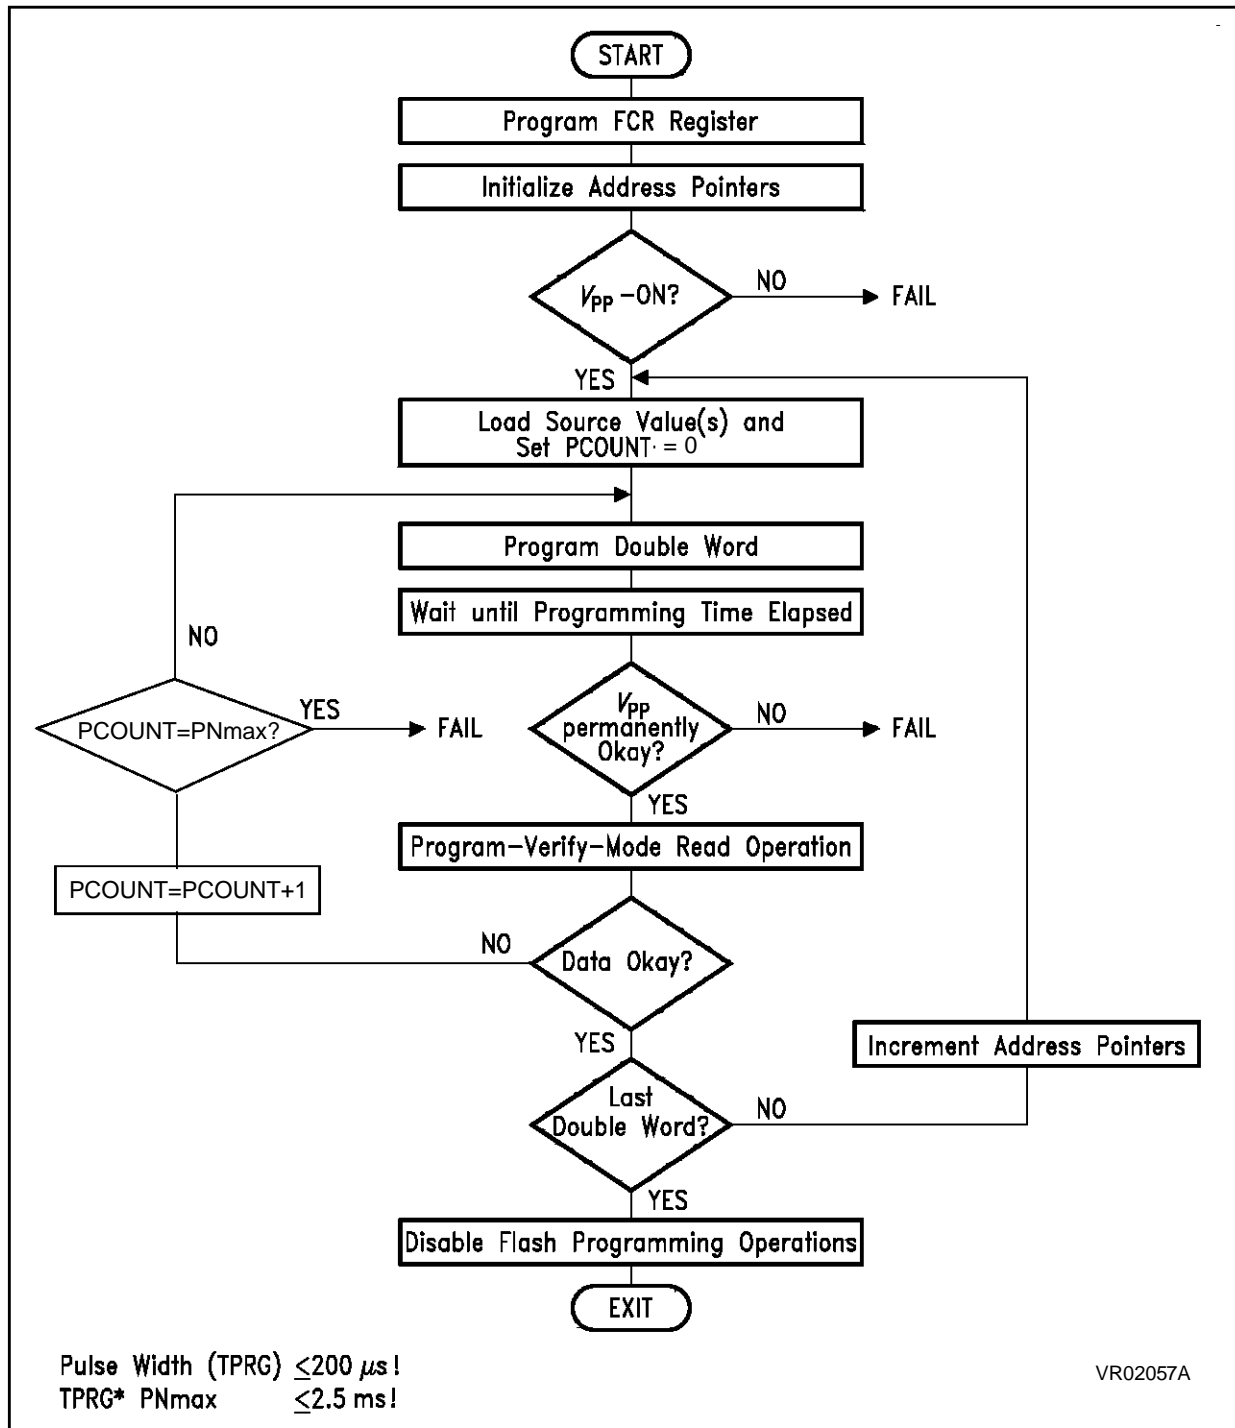 START
Program FCR Register
Initialize Address Pointers
VPP -ON?
NO
FAIL
YES
Load Source Value(s) and
Set PCOUNT = 0
Program Double Word
Wait until Programming Time Elapsed
NO
PCOUNT=PNmax?
YES
FAIL
VPP
permanently
Okay?
NO
FAIL
YES
Program-Verify-Mode Read Operation
PCOUNT=PCOUNT+1
NO
Data Okay?
YES
Increment Address Pointers
Last
Double Word?
NO
YES
Disable Flash Programming Operations
EXIT
Pulse Width (TPRG) ≤200 µs!
TPRG* PNmax ≤2.5 ms!
VR02057A